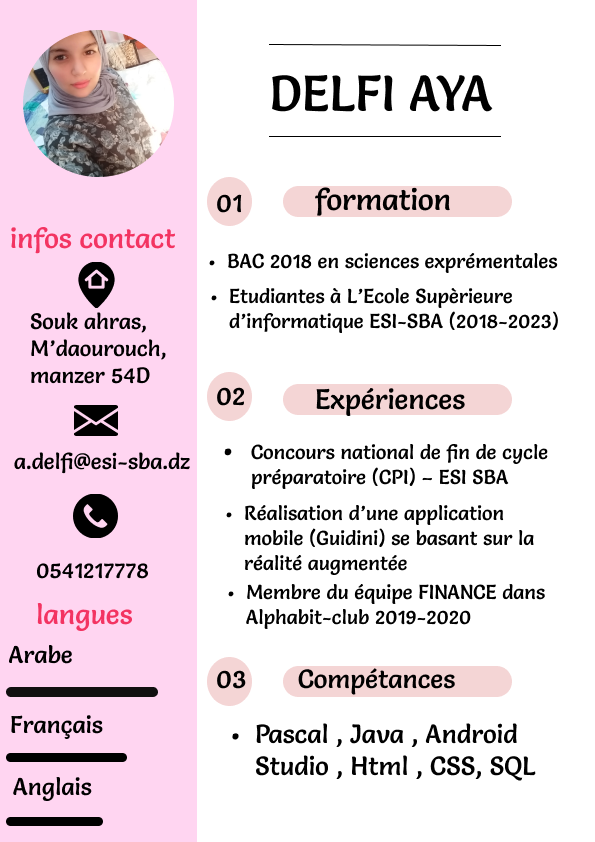 DELFI AYA
infos contact
Souk ahras,
M'daourouch,
manzer 54D
a.delfi@esi-sba.dz
0541217778
langues
Arabe
Français
Anglais
01 formation
• BAC 2018 en sciences exprémentales
• Etudiantes à L'Ecole Supèrieure
d'informatique ESI-SBA (2018-2023)
02 Expériences
• Concours national de fin de cycle
préparatoire (CPI) – ESI SBA
• Réalisation d'une application
mobile (Guidini) se basant sur la
réalité augmentée
• Membre du équipe FINANCE dans
Alphabit-club 2019-2020
03 Compétances
• Pascal , Java , Android
Studio , Html , CSS, SQL